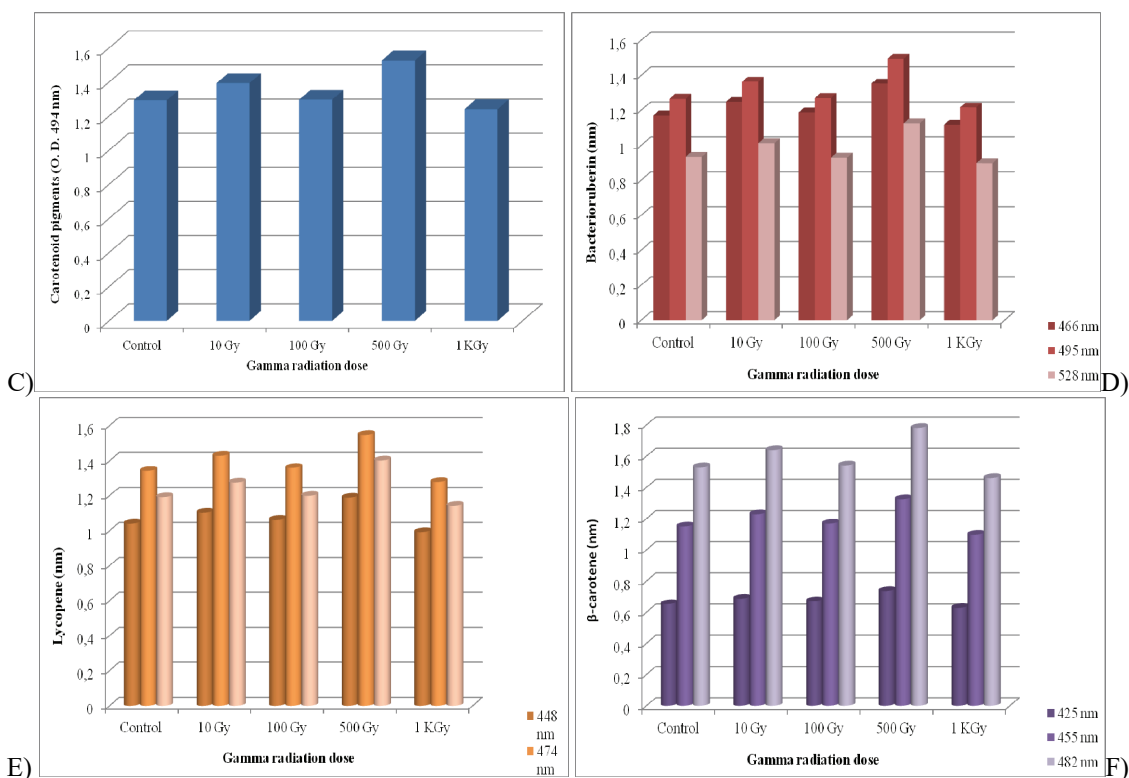 1,6
1,4
1,2
1
0,8
0,6
0,4
0,2
0
Carotenoid pigments (O. D. 494 nm)
Control 10 Gy 100 Gy 500 Gy 1 KGy
Gamma radiation dose
C)
1,6
1,4
1,2
1
0,8
0,6
0,4
0,2
0
Bacterioruberin (nm)
Control 10 Gy 100 Gy 500 Gy 1 KGy
Gamma radiation dose
466 nm
495 nm
528 nm
D)
1,6
1,4
1,2
1
0,8
0,6
0,4
0,2
0
Lycopene (nm)
Control 10 Gy 100 Gy 500 Gy 1 KGy
Gamma radiation dose
448
nm
474
nm
E)
1,8
1,6
1,4
1,2
1
0,8
0,6
0,4
0,2
0
β-carotene (nm)
Control 10 Gy 100 Gy 500 Gy 1 KGy
Gamma radiation dose
425 nm
455 nm
482 nm
F)